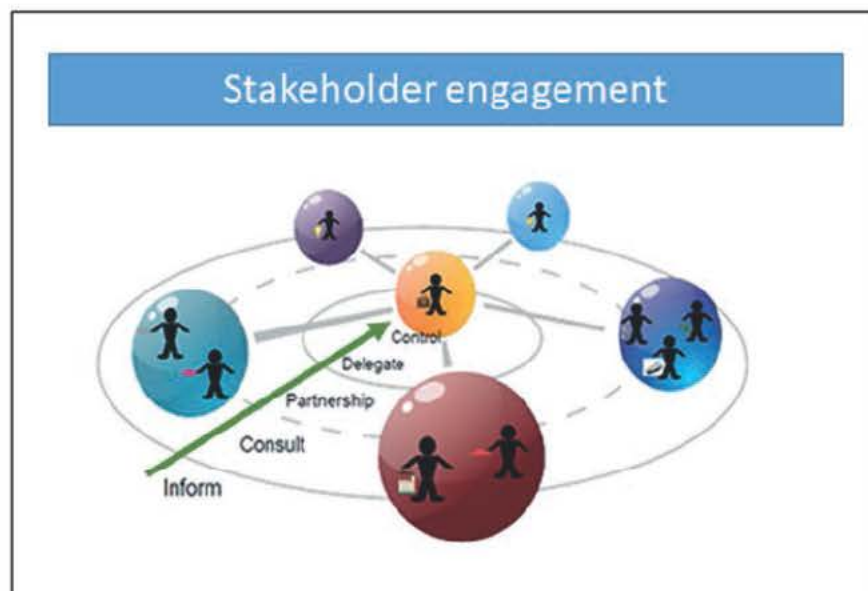 Stakeholder engagement
Control
Delegate
Partnership
Consult
Inform